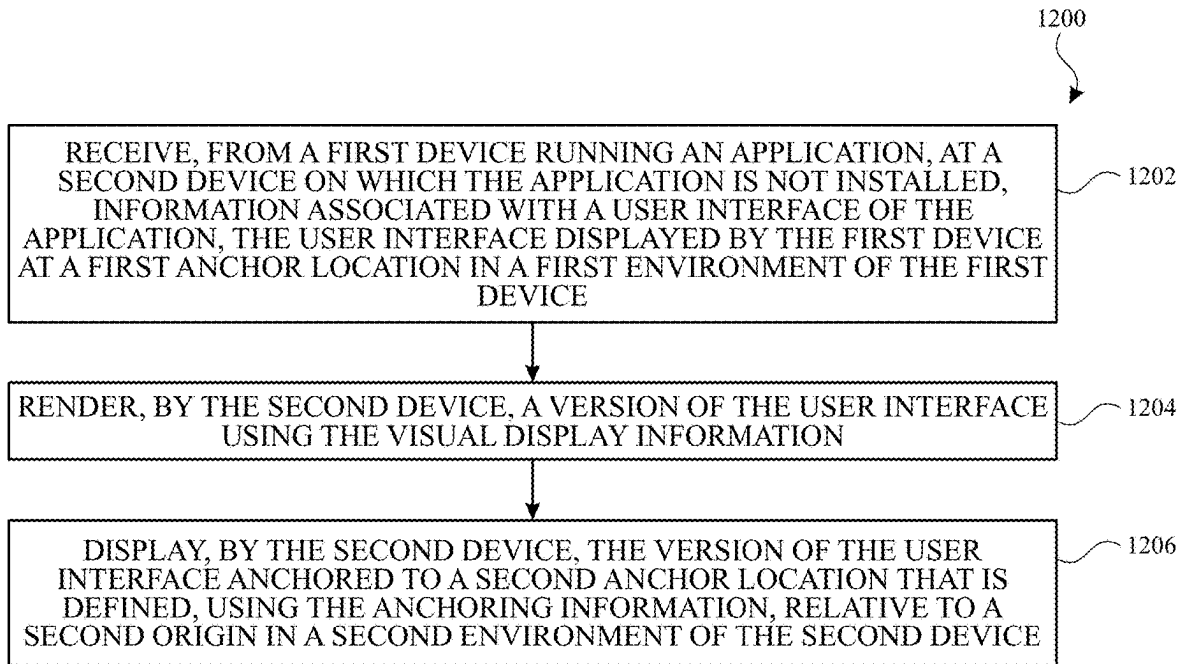 1200
RECEIVE, FROM A FIRST DEVICE RUNNING AN APPLICATION, AT A
SECOND DEVICE ON WHICH THE APPLICATION IS NOT INSTALLED,
INFORMATION ASSOCIATED WITH A USER INTERFACE OF THE
APPLICATION, THE USER INTERFACE DISPLAYED BY THE FIRST DEVICE
AT A FIRST ANCHOR LOCATION IN A FIRST ENVIRONMENT OF THE FIRST
DEVICE
1202
RENDER, BY THE SECOND DEVICE, A VERSION OF THE USER INTERFACE
USING THE VISUAL DISPLAY INFORMATION
1204
DISPLAY, BY THE SECOND DEVICE, THE VERSION OF THE USER
INTERFACE ANCHORED TO A SECOND ANCHOR LOCATION THAT IS
DEFINED, USING THE ANCHORING INFORMATION, RELATIVE TO A
SECOND ORIGIN IN A SECOND ENVIRONMENT OF THE SECOND DEVICE
1206